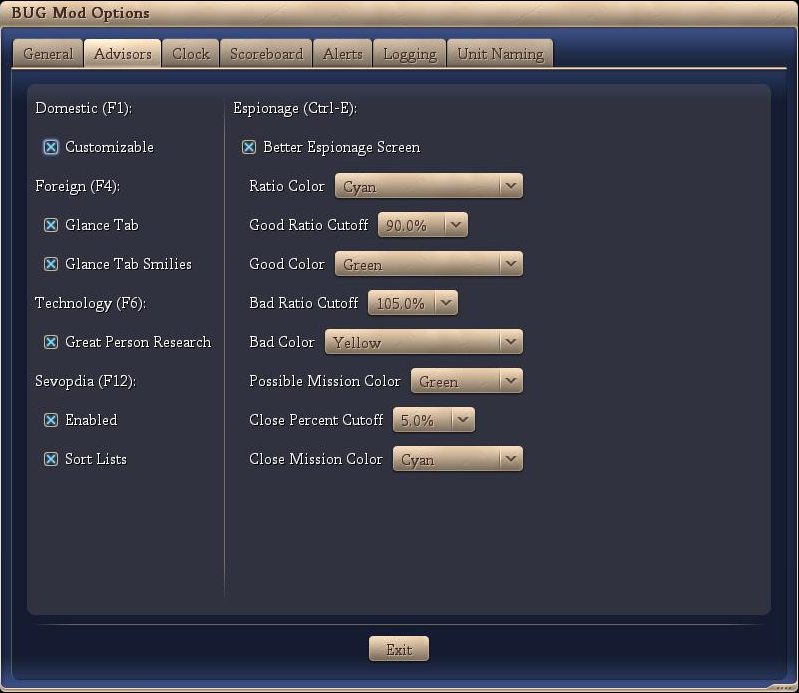 BUG Mod Options
General Advisors Clock Scoreboard Alerts Logging Unit Naming
Domestic (F1):
Customizable
Foreign (F4):
Glance Tab
Glance Tab Smilies
Technology (F6):
Great Person Research
Sevopdia (F12):
Enabled
Sort Lists
Espionage (Ctrl-E):
Better Espionage Screen
Ratio Color Cyan
Good Ratio Cutoff 90.0%
Good Color Green
Bad Ratio Cutoff 105.0%
Bad Color Yellow
Possible Mission Color Green
Close Percent Cutoff 5.0%
Close Mission Color Cyan
Exit